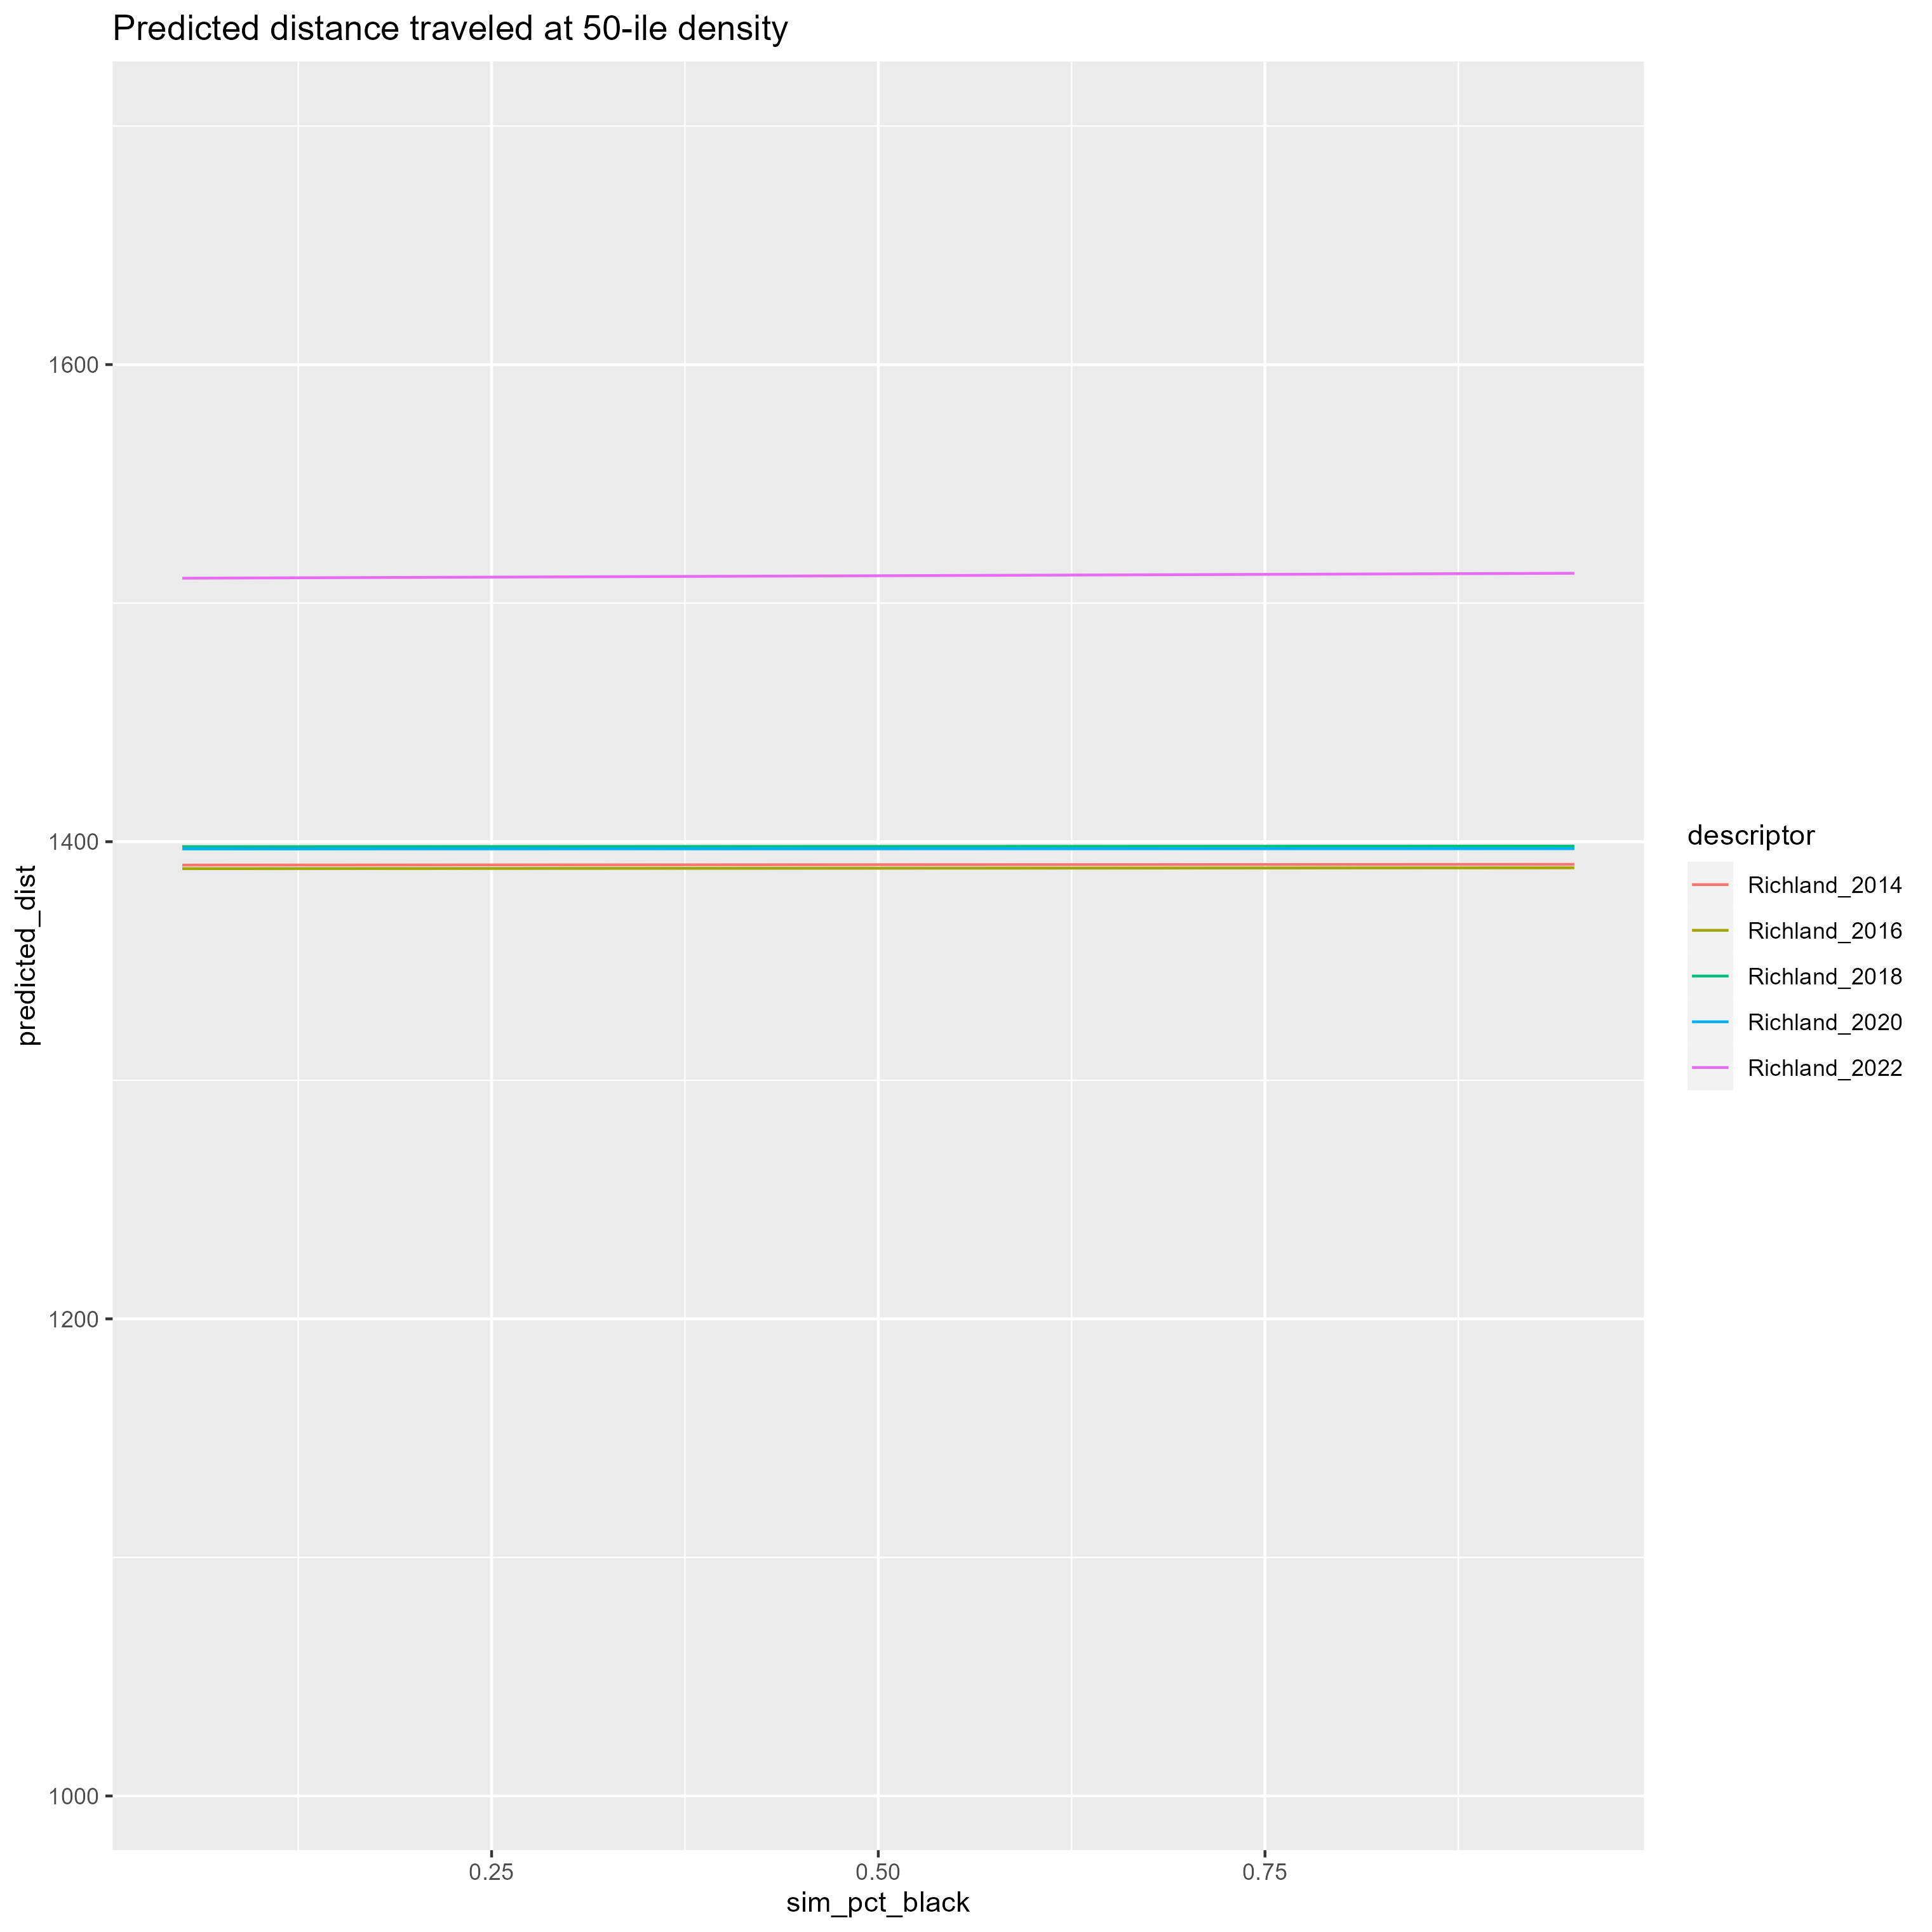 Predicted distance traveled at 50-ile density
predicted_dist
1600
1400
1200
1000
0.25
0.50
0.75
sim_pct_black
descriptor
Richland_2014
Richland_2016
Richland_2018
Richland_2020
Richland_2022